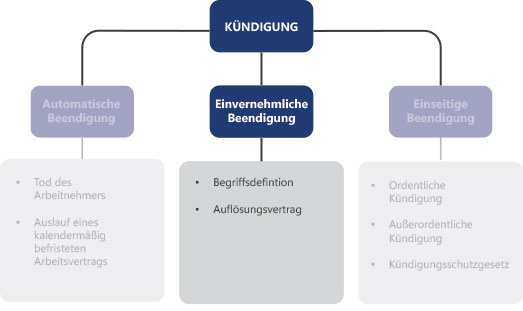 KÜNDIGUNG
Automatische
Beendigung
Einvernehmliche
Beendigung
Einseitige
Beendigung
• Tod des
Arbeitnehmers
• Auslauf eines
kalendermäßig
befristeten
Arbeitsvertrags
• Begriffsdefintion
• Auflösungsvertrag
• Ordentliche
Kündigung
• Außerordentliche
Kündigung
• Kündigungsschutzgesetz